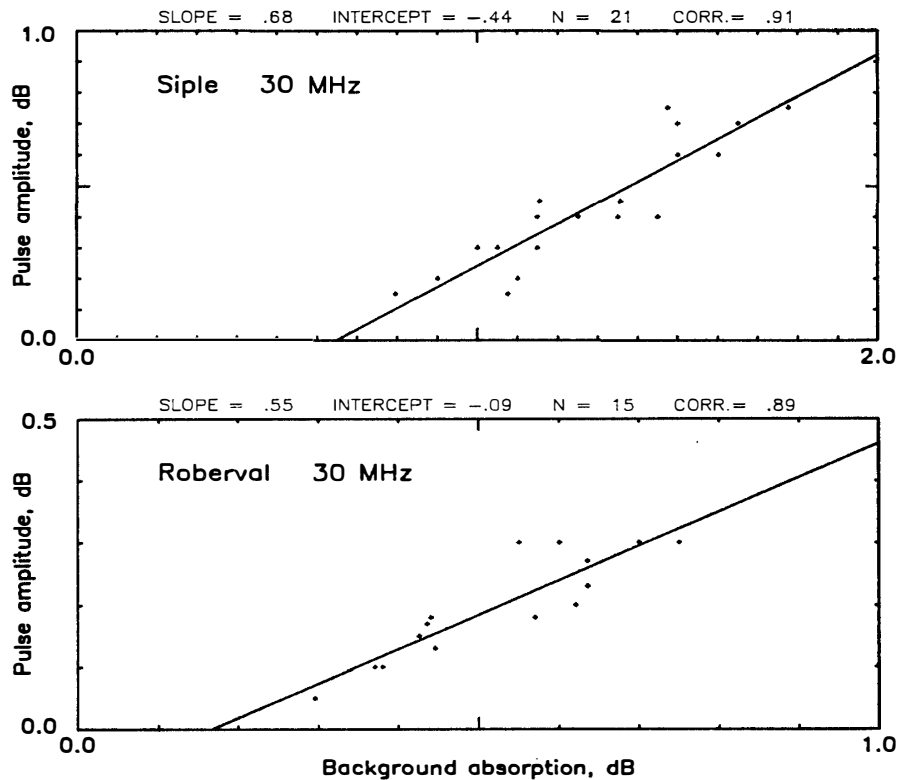 SLOPE = .68 INTERCEPT = -.44 N = 21 CORR.= .91
1.0
Siple 30 MHz
Pulse amplitude, dB
0.0
0.0 2.0
SLOPE = .55 INTERCEPT = -.09 N = 15 CORR.= .89
0.5
Roberval 30 MHz
Pulse amplitude, dB
0.0
0.0 1.0
Background absorption, dB